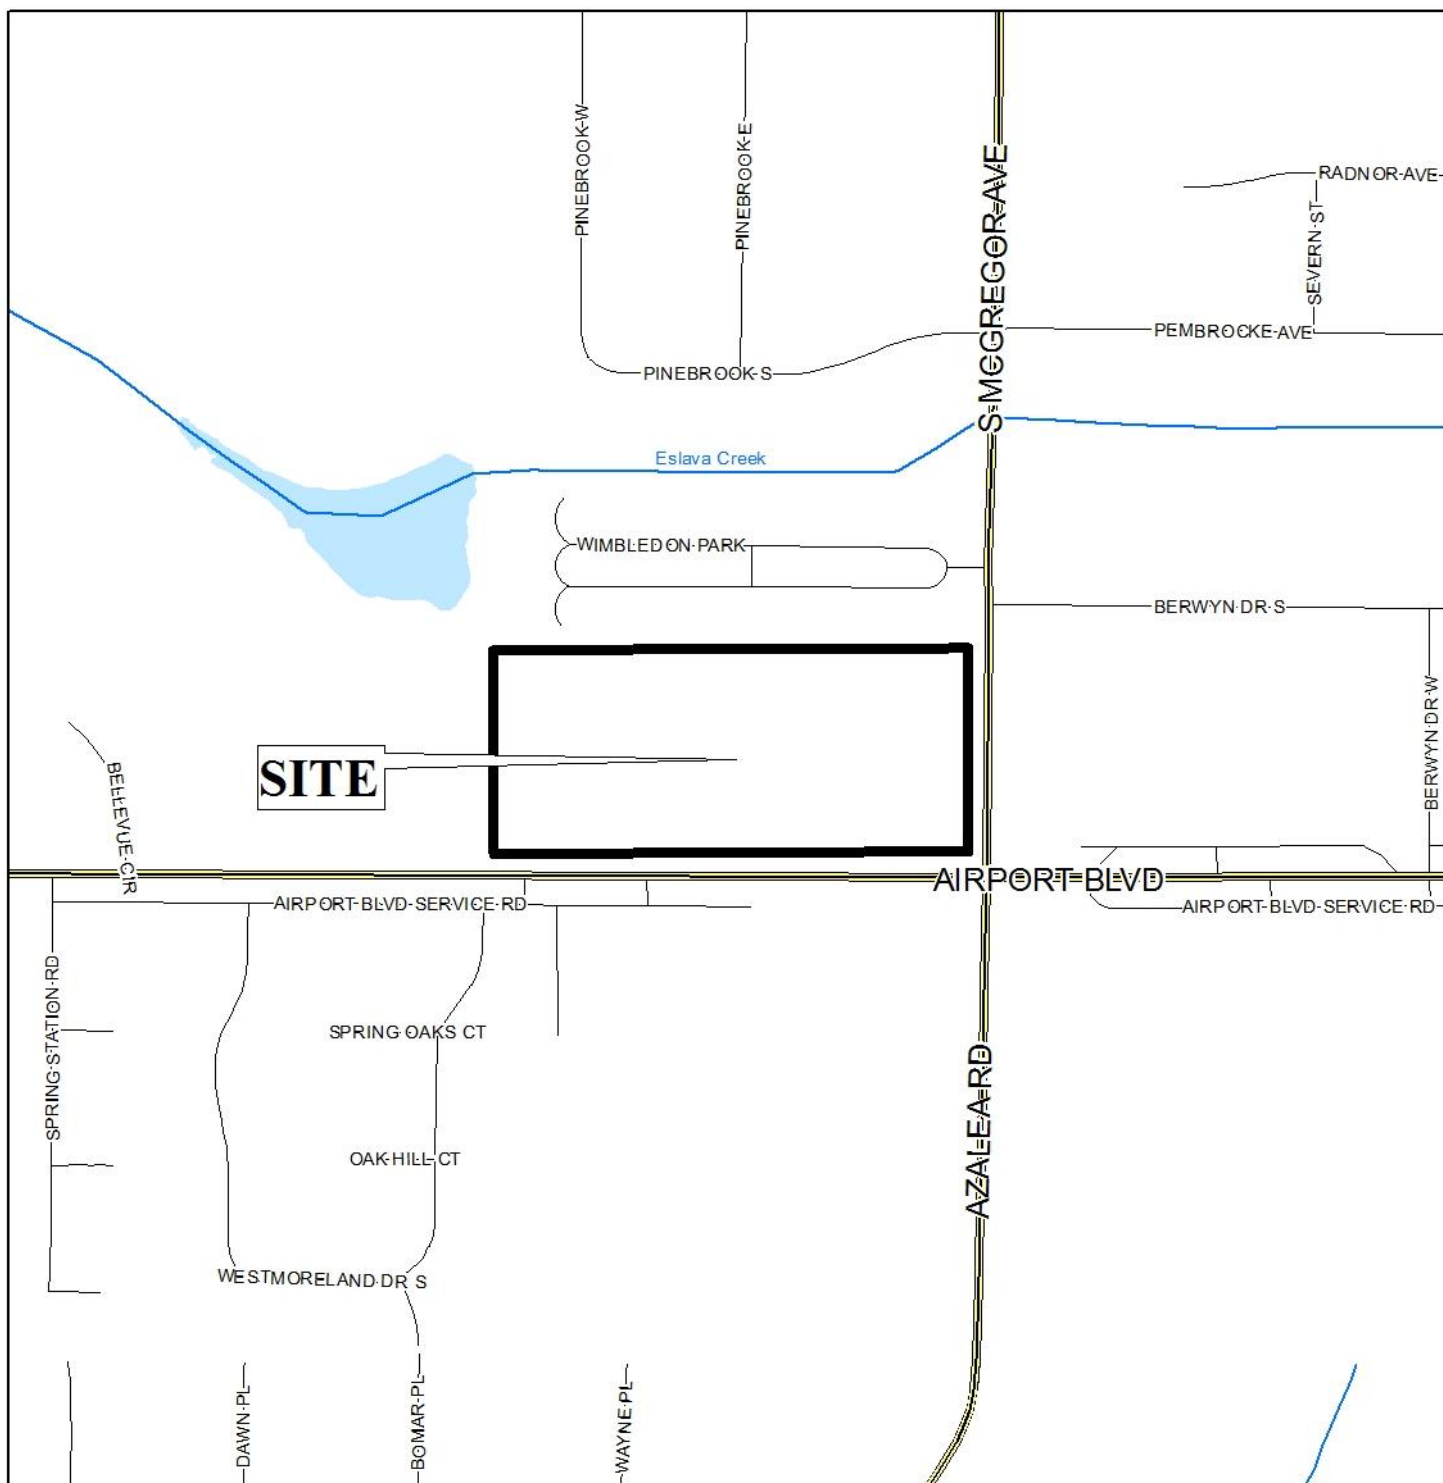 PINEBROOK W
PINEBROOK E
S MCGREGOR AVE
RADNOR AVE
SEVERN ST
PEMBROCKE AVE
PINEBROOK S
Eslava Creek
WIMBLEDON PARK
BERWYN DR S
BERWYN DR W
SITE
BELLEVUE CIR
AIRPORT BLVD
AIRPORT BLVD SERVICE RD
AIRPORT BLVD SERVICE RD
SPRING STATION RD
SPRING OAKS CT
AZALEA RD
OAK HILL CT
WESTMORELAND DR S
DAWN PL
BOMAR PL
WAYNE PL